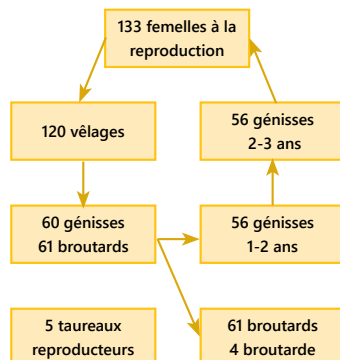 133 femelles à la
reproduction
120 vêlages
56 génisses
2-3 ans
60 génisses
61 broutards
56 génisses
1-2 ans
5 taureaux
reproducteurs
61 broutards
4 broutarde